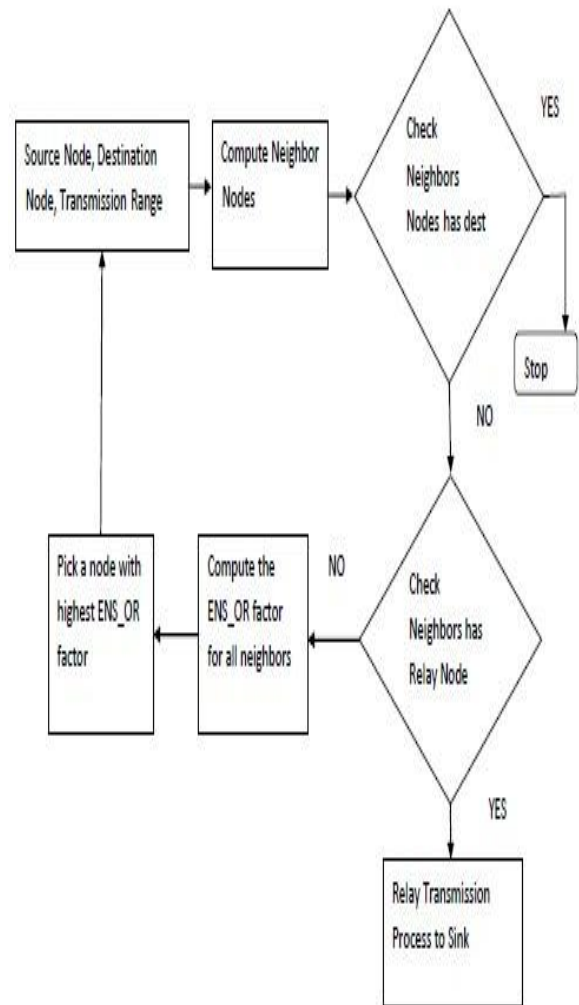 Source Node, Destination
Node, Transmission Range
Compute Neighbor
Nodes
Check
Neighbors
Nodes has dest
YES
Stop
NO
Check
Neighbors has
Relay Node
NO
Compute the
ENS_OR factor
for all neighbors
Pick a node with
highest ENS_OR
factor
YES
Relay Transmission
Process to Sink